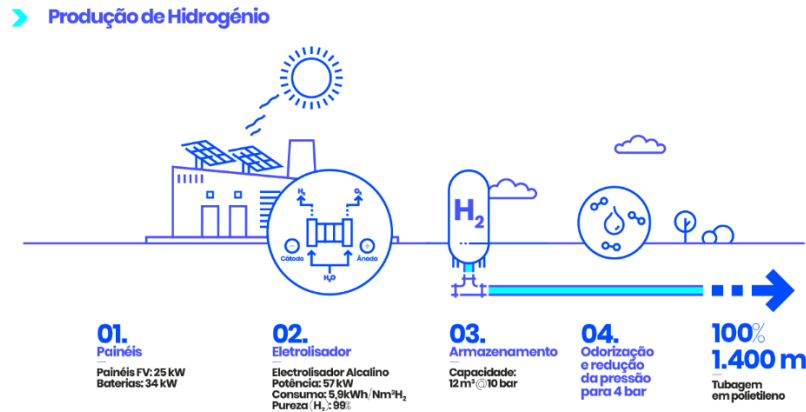 Produção de Hidrogénio
H₂
O₂
Cátodo
Ânodo
H₂O
H₂
01.
Painéis
Painéis FV: 25 kW
Baterias: 34 kW
02.
Eletrolisador
Eletrolisador Alcalino
Potência: 57 kW
Consumo: 5,9kWh/Nm³H₂
Pureza (H₂): 99%
03.
Armazenamento
Capacidade:
12 m³@10 bar
04.
Odorização
e redução
da pressão
para 4 bar
100%
1.400 m
Tubagem
em polietileno